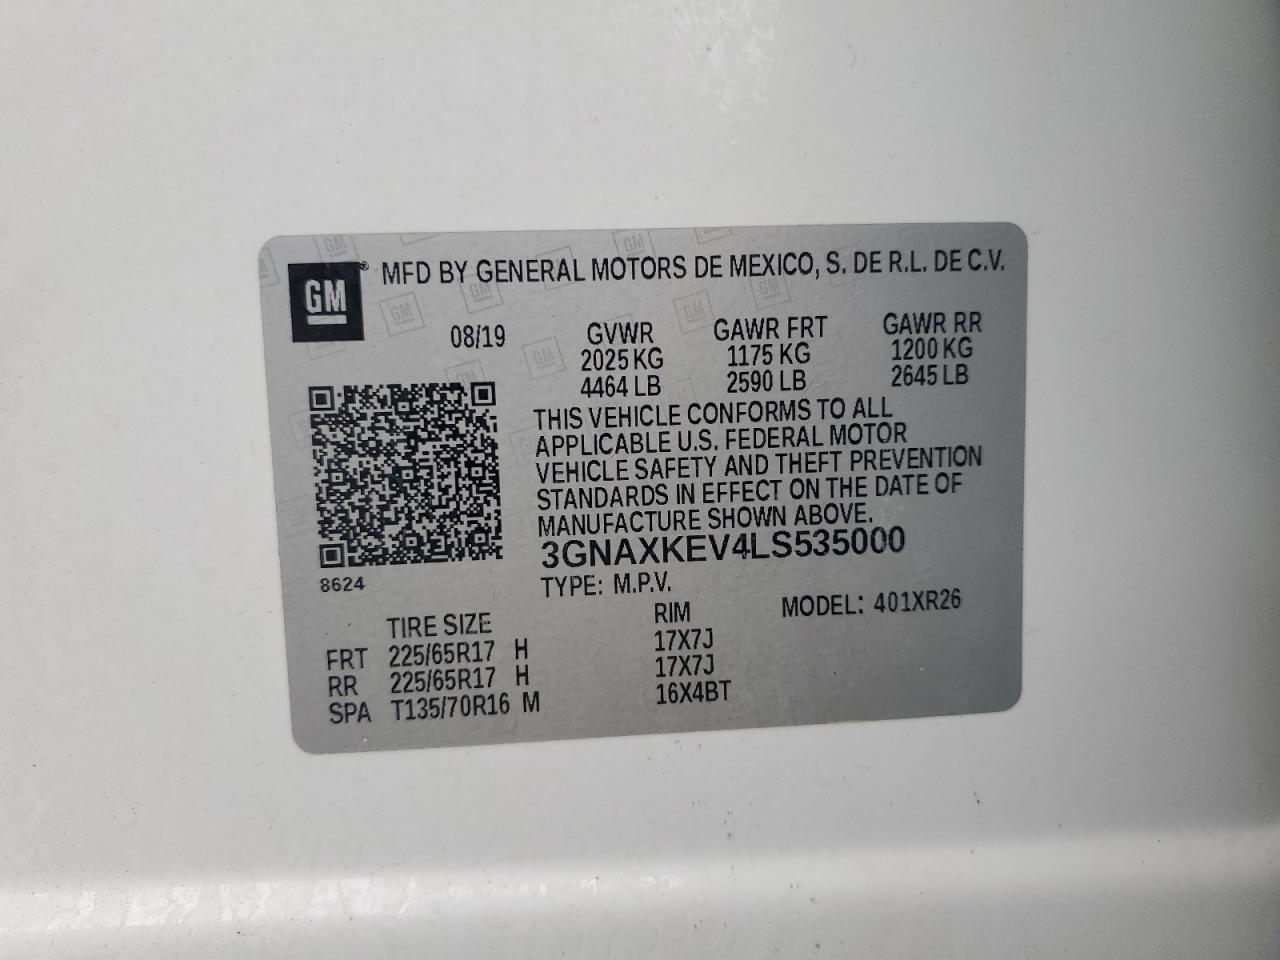 GM® MFD BY GENERAL MOTORS DE MEXICO, S. DE R.L. DE C.V.
08/19 GVWR GAWR FRT GAWR RR
2025 KG 1175 KG 1200 KG
4464 LB 2590 LB 2645 LB
THIS VEHICLE CONFORMS TO ALL
APPLICABLE U.S. FEDERAL MOTOR
VEHICLE SAFETY AND THEFT PREVENTION
STANDARDS IN EFFECT ON THE DATE OF
MANUFACTURE SHOWN ABOVE.
3GNAXKEV4LS535000
8624 TYPE: M.P.V.
TIRE SIZE RIM MODEL: 401XR26
FRT 225/65R17 H 17X7J
RR 225/65R17 H 17X7J
SPA T135/70R16 M 16X4BT